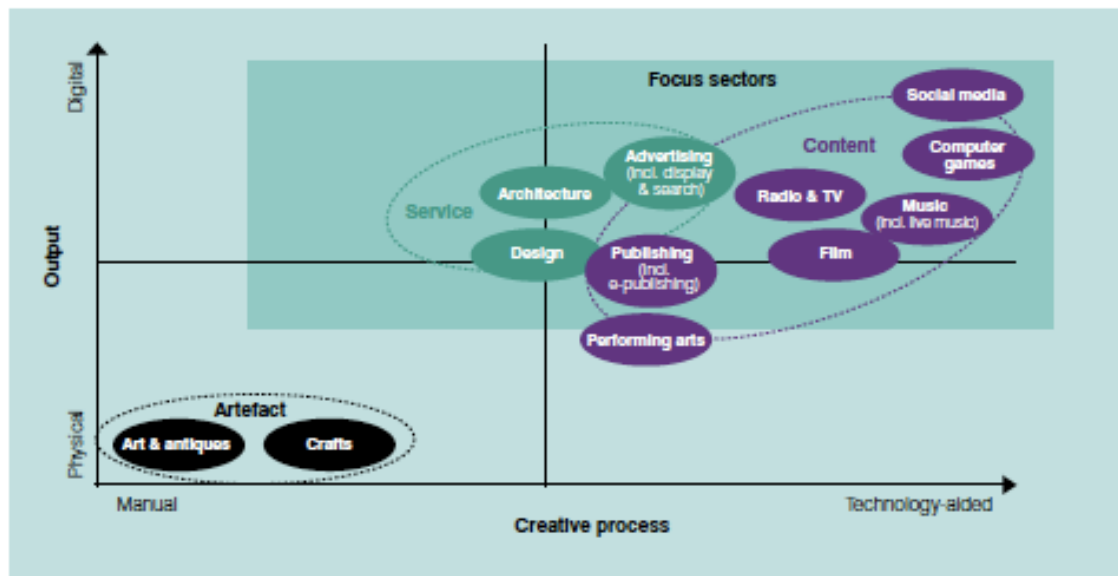 Digital
Focus sectors
Social media
Content
Computer
games
Advertising
(incl. display
& search)
Architecture
Radio & TV
Service
Music
(incl. live music)
Output
Design
Publishing
(incl.
e-publishing)
Film
Performing arts
Artefact
Physical
Art & antiques
Crafts
Manual
Technology-aided
Creative process